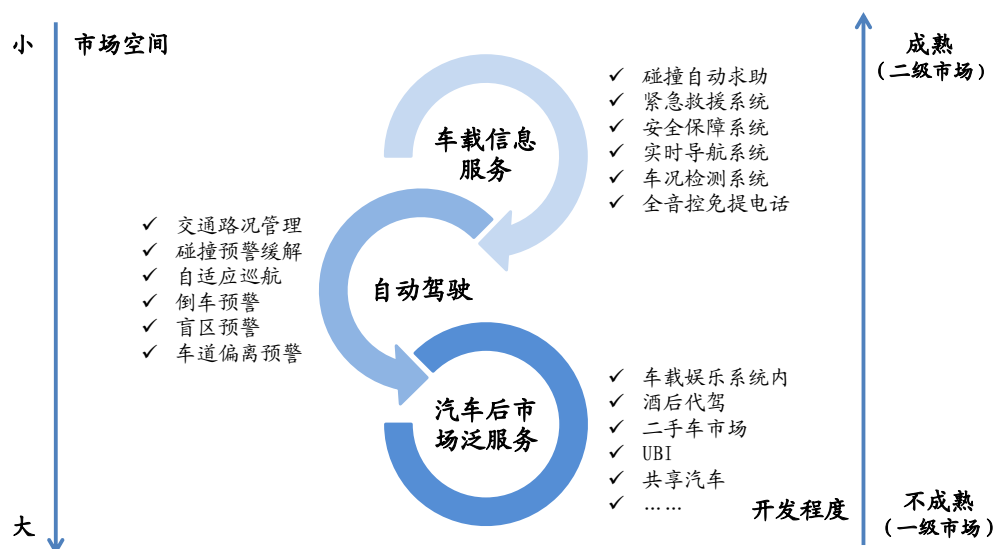 小
市场空间
成熟
（二级市场）
车载信息
服务
✓ 碰撞自动求助
✓ 紧急救援系统
✓ 安全保障系统
✓ 实时导航系统
✓ 车况检测系统
✓ 全音控免提电话
✓ 交通路况管理
✓ 碰撞预警缓解
✓ 自适应巡航
✓ 倒车预警
✓ 盲区预警
✓ 车道偏离预警
自动驾驶
汽车后市
场泛服务
✓ 车载娱乐系统内
✓ 酒后代驾
✓ 二手车市场
✓ UBI
✓ 共享汽车
✓ ……
大
开发程度
不成熟
（一级市场）